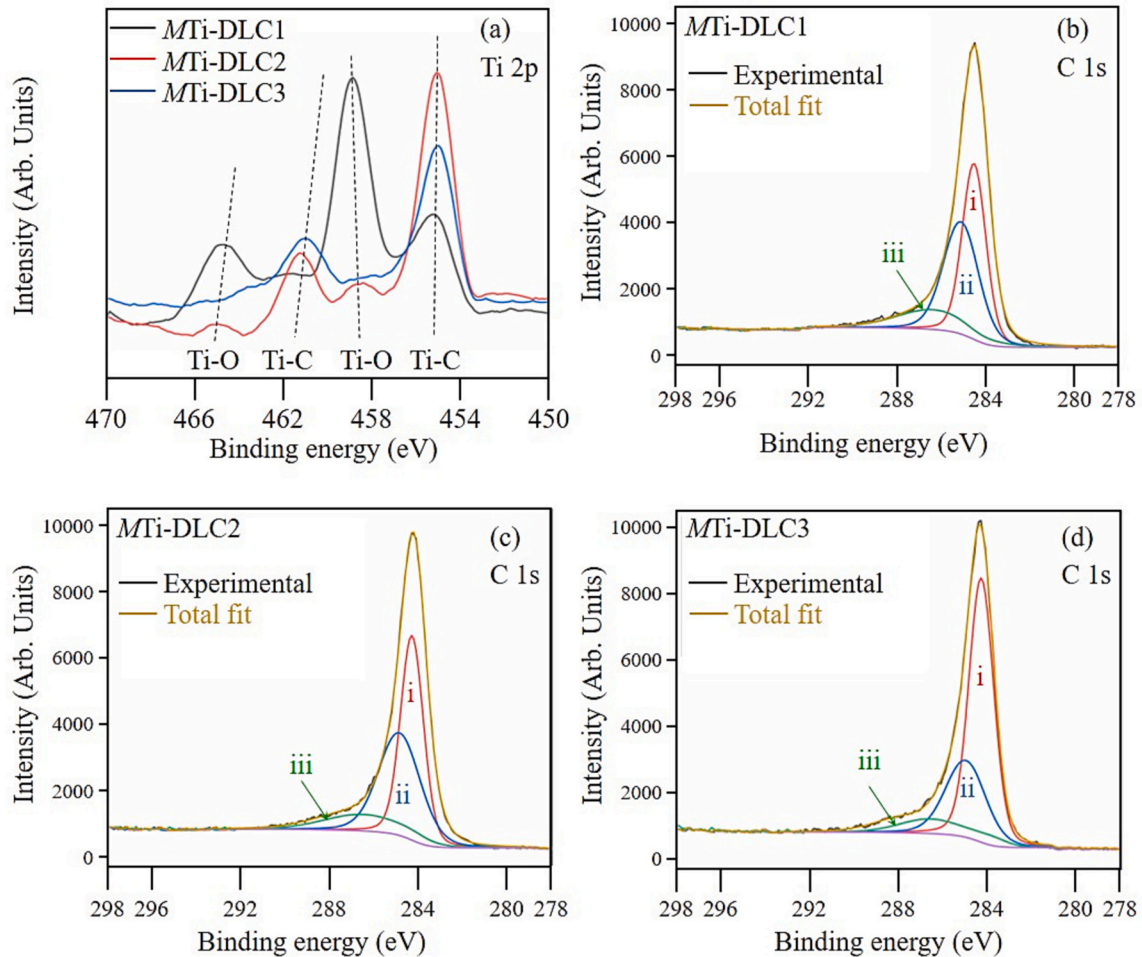 (a)
Ti 2p
MTi-DLC1
MTi-DLC2
MTi-DLC3
Intensity (Arb. Units)
Ti-O
Ti-C
Ti-O
Ti-C
470
466
462
458
454
450
Binding energy (eV)
MTi-DLC1
(b)
C 1s
Experimental
Total fit
Intensity (Arb. Units)
10000
8000
6000
4000
2000
0
i
ii
iii
298 296 292 288 284 280 278
Binding energy (eV)
MTi-DLC2
(c)
C 1s
Experimental
Total fit
Intensity (Arb. Units)
10000
8000
6000
4000
2000
0
i
ii
iii
298 296 292 288 284 280 278
Binding energy (eV)
MTi-DLC3
(d)
C 1s
Experimental
Total fit
Intensity (Arb. Units)
10000
8000
6000
4000
2000
0
i
ii
iii
298 296 292 288 284 280 278
Binding energy (eV)